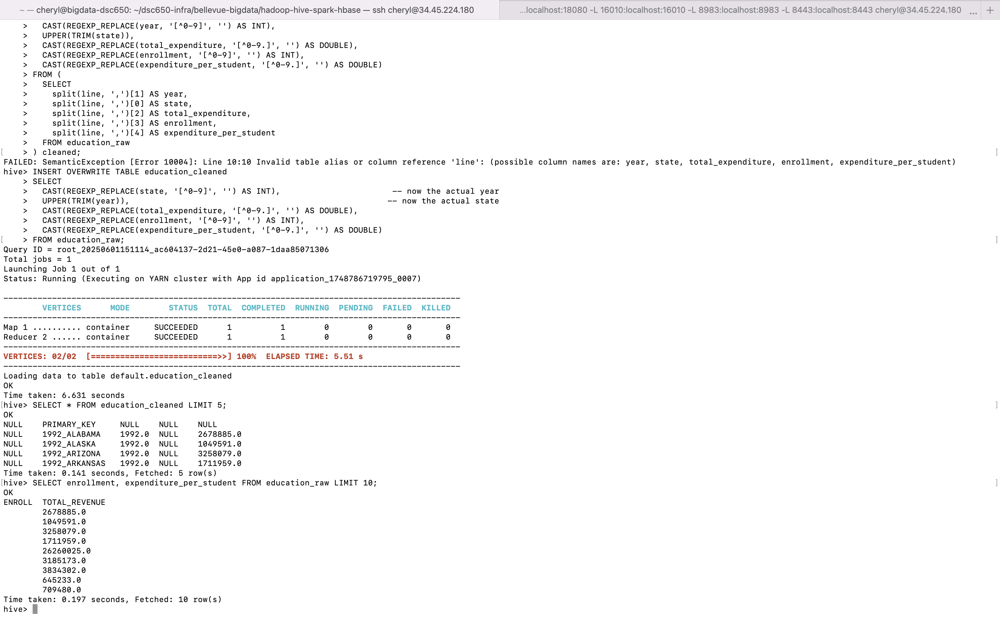 ~ — cheryl@bigdata-dsc650: ~/dsc650-infra/bellevue-bigdata/hadoop-hive-spark-hbase — ssh cheryl@34.45.224.180
...localhost:18080 -L 16010:localhost:16010 -L 8983:localhost:8983 -L 8443:localhost:8443 cheryl@34.45.224.180 ... +
    >   CAST(REGEXP_REPLACE(year, '[^0-9]', '') AS INT),
    >   UPPER(TRIM(state)),
    >   CAST(REGEXP_REPLACE(total_expenditure, '[^0-9.]', '') AS DOUBLE),
    >   CAST(REGEXP_REPLACE(enrollment, '[^0-9]', '') AS INT),
    >   CAST(REGEXP_REPLACE(expenditure_per_student, '[^0-9.]', '') AS DOUBLE)
    > FROM (
    >   SELECT
    >     split(line, ',')[1] AS year,
    >     split(line, ',')[0] AS state,
    >     split(line, ',')[2] AS total_expenditure,
    >     split(line, ',')[3] AS enrollment,
    >     split(line, ',')[4] AS expenditure_per_student
    >   FROM education_raw
[    > ) cleaned; ]
FAILED: SemanticException [Error 10004]: Line 10:10 Invalid table alias or column reference 'line': (possible column names are: year, state, total_expenditure, enrollment, expenditure_per_student)
hive> INSERT OVERWRITE TABLE education_cleaned
    > SELECT
    >   CAST(REGEXP_REPLACE(state, '[^0-9]', '') AS INT),                       -- now the actual year
    >   UPPER(TRIM(year)),                                                     -- now the actual state
    >   CAST(REGEXP_REPLACE(total_expenditure, '[^0-9.]', '') AS DOUBLE),
    >   CAST(REGEXP_REPLACE(enrollment, '[^0-9]', '') AS INT),
    >   CAST(REGEXP_REPLACE(expenditure_per_student, '[^0-9.]', '') AS DOUBLE)
[    > FROM education_raw; ]
Query ID = root_20250601151114_ac604137-2d21-45e0-a087-1daa85071306
Total jobs = 1
Launching Job 1 out of 1
Status: Running (Executing on YARN cluster with App id application_1748786719795_0007)
----------------------------------------------------------------------------------------------
        VERTICES      MODE        STATUS  TOTAL  COMPLETED  RUNNING  PENDING  FAILED  KILLED
----------------------------------------------------------------------------------------------
Map 1 .......... container     SUCCEEDED      1          1        0        0       0       0
Reducer 2 ...... container     SUCCEEDED      1          1        0        0       0       0
----------------------------------------------------------------------------------------------
VERTICES: 02/02  [==========================>>] 100%  ELAPSED TIME: 5.51 s
----------------------------------------------------------------------------------------------
Loading data to table default.education_cleaned
OK
Time taken: 6.631 seconds
[hive> SELECT * FROM education_cleaned LIMIT 5; ]
OK
NULL    PRIMARY_KEY     NULL    NULL    NULL
NULL    1992_ALABAMA    1992.0  NULL    2678885.0
NULL    1992_ALASKA     1992.0  NULL    1049591.0
NULL    1992_ARIZONA    1992.0  NULL    3258079.0
NULL    1992_ARKANSAS   1992.0  NULL    1711959.0
Time taken: 0.141 seconds, Fetched: 5 row(s)
[hive> SELECT enrollment, expenditure_per_student FROM education_raw LIMIT 10; ]
OK
ENROLL  TOTAL_REVENUE
        2678885.0
        1049591.0
        3258079.0
        1711959.0
        26260025.0
        3185173.0
        3834302.0
        645233.0
        709480.0
Time taken: 0.197 seconds, Fetched: 10 row(s)
hive>